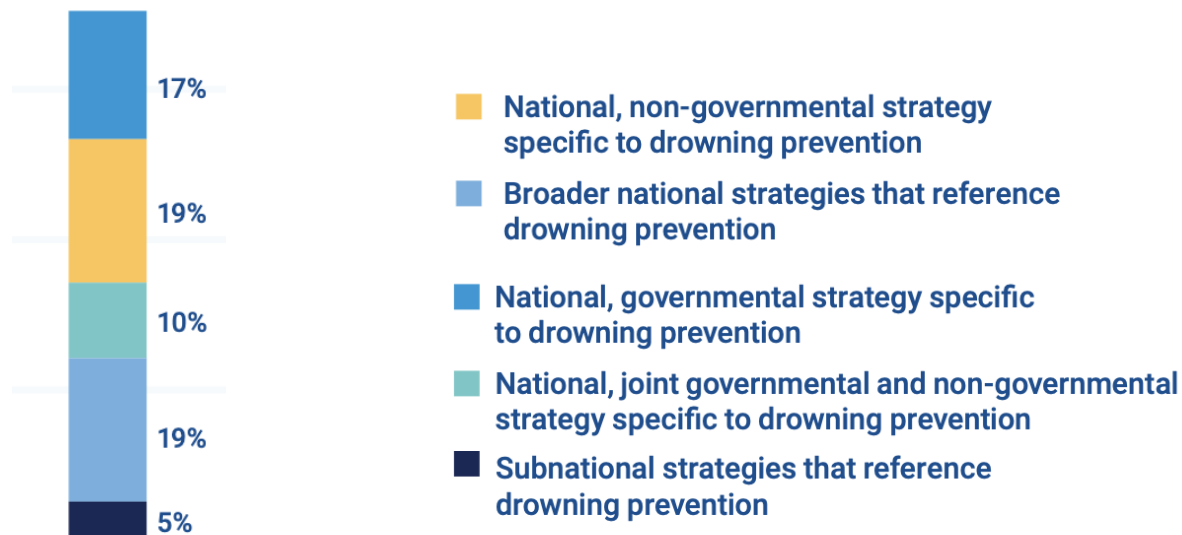 17%
19%
10%
19%
5%
National, non-governmental strategy
specific to drowning prevention
Broader national strategies that reference
drowning prevention
National, governmental strategy specific
to drowning prevention
National, joint governmental and non-governmental
strategy specific to drowning prevention
Subnational strategies that reference
drowning prevention